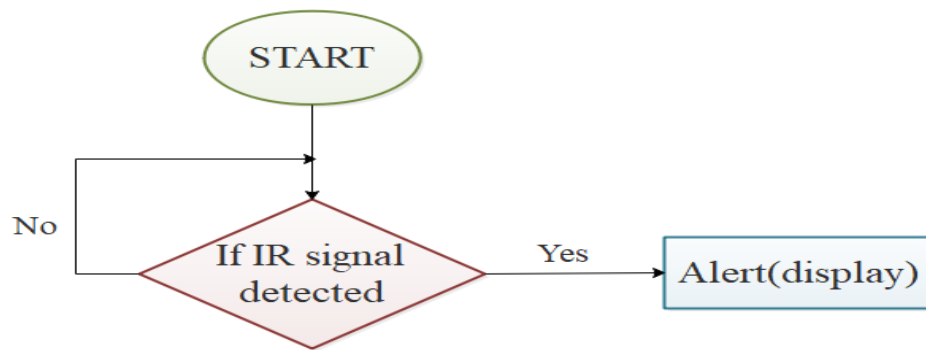 START
No
If IR signal
detected
Yes
Alert(display)